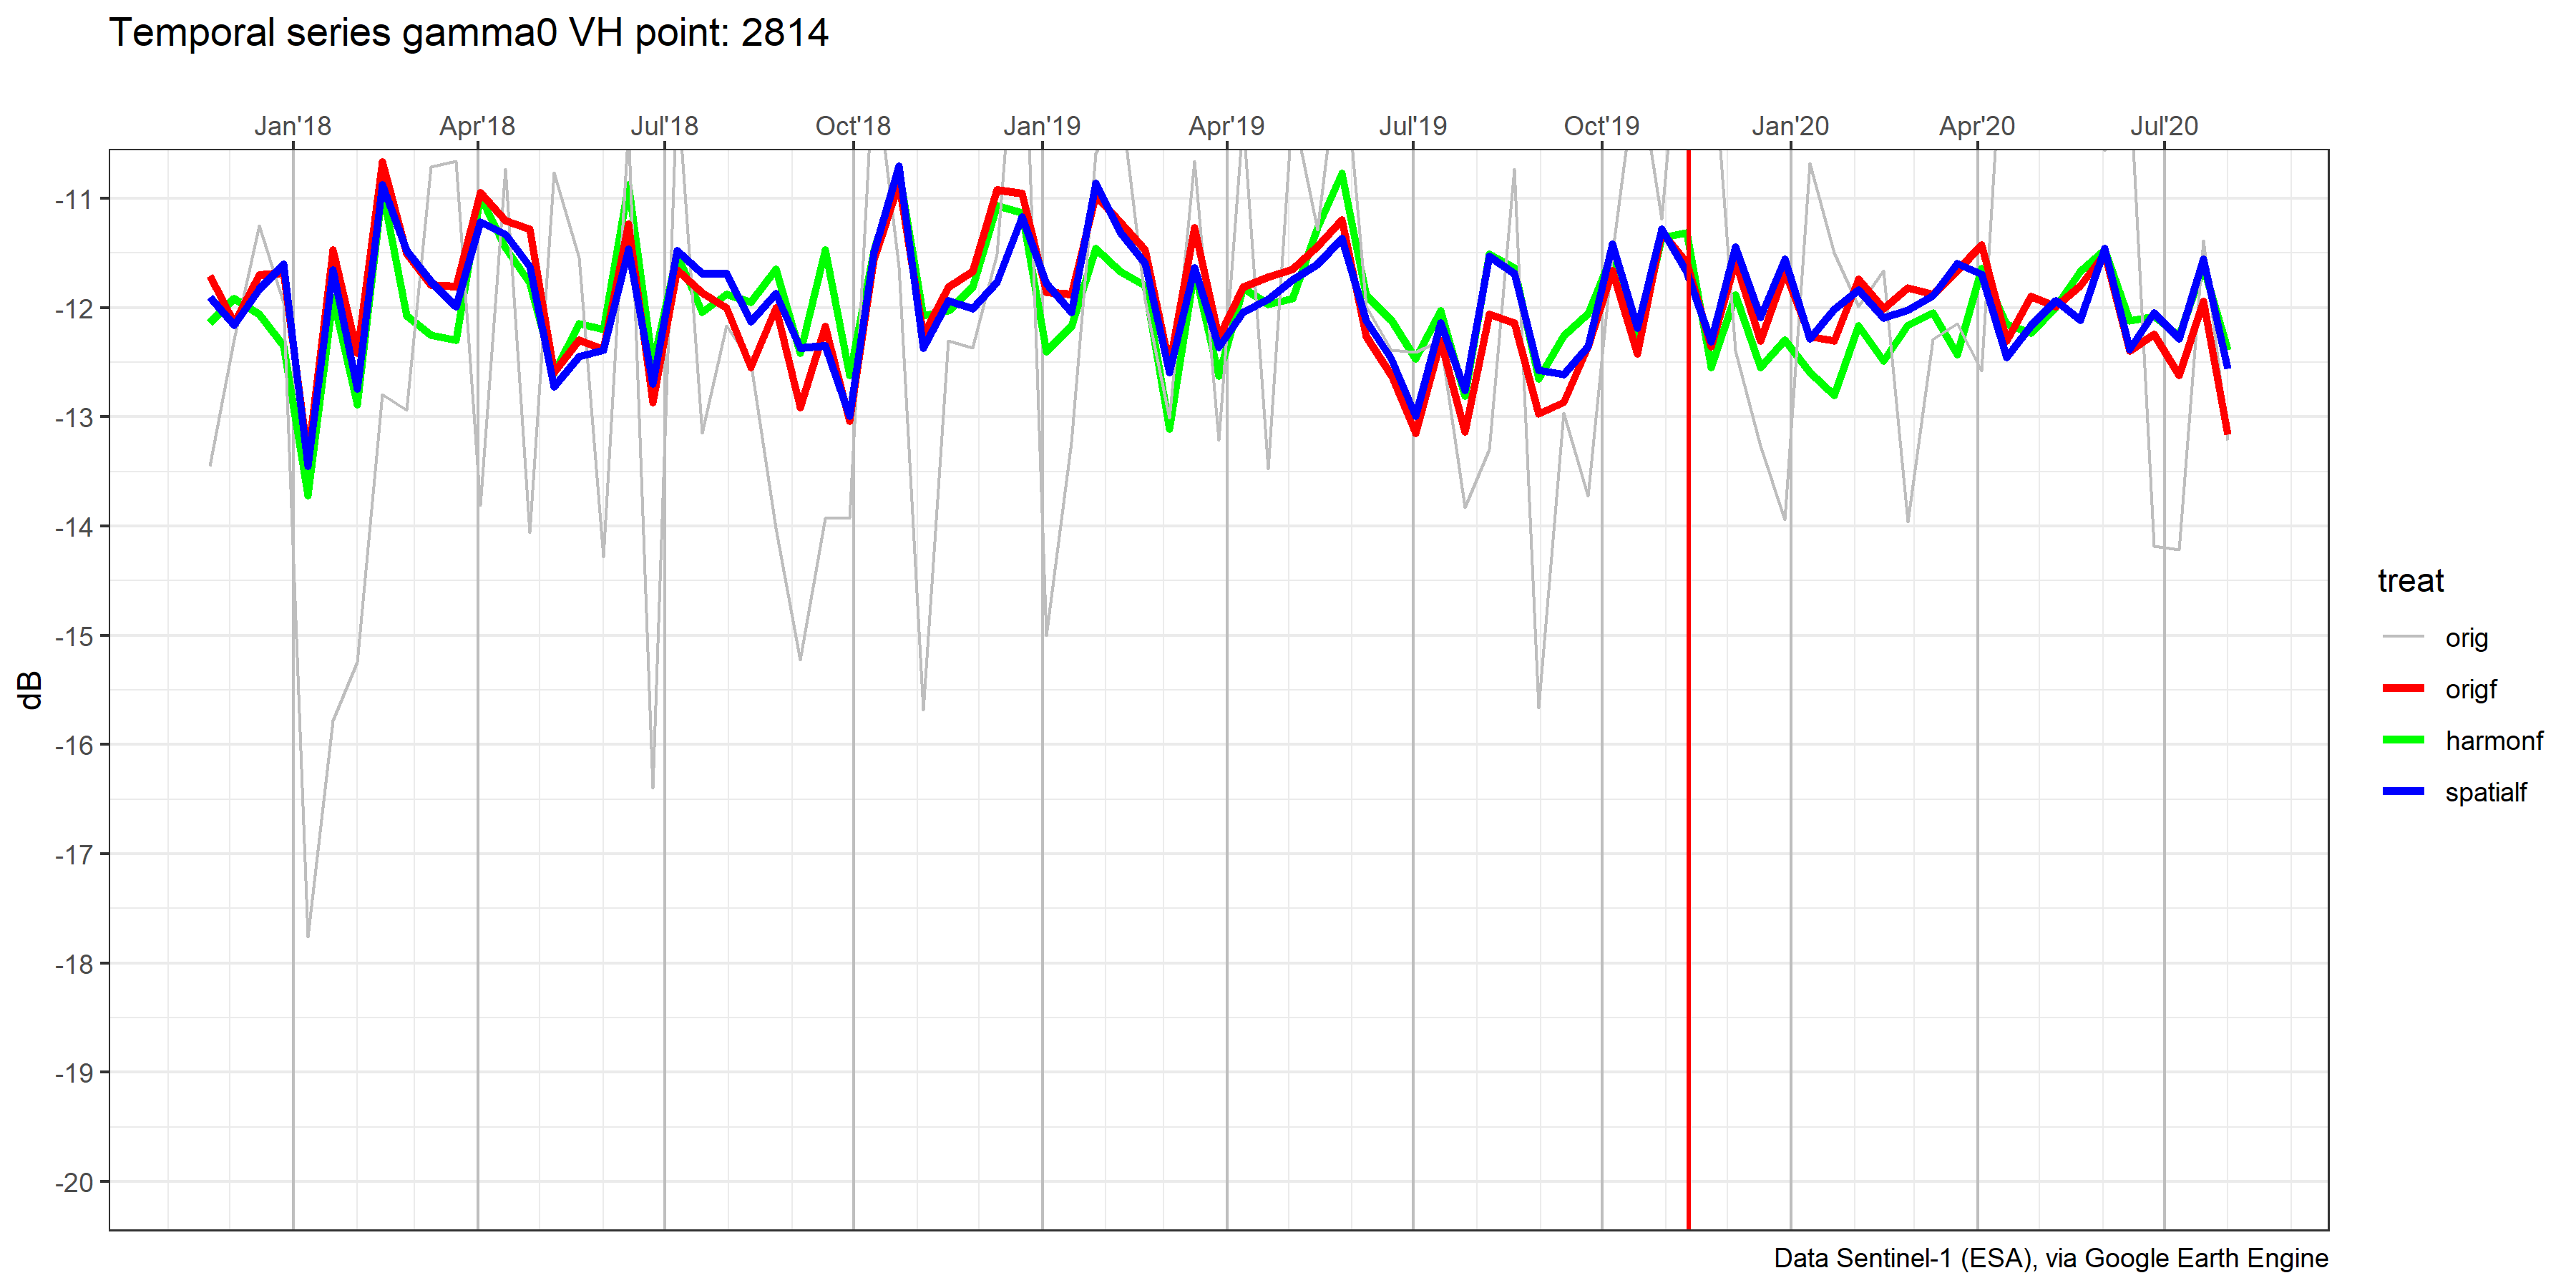 Temporal series gamma0 VH point: 2814
Jan'18 Apr'18 Jul'18 Oct'18 Jan'19 Apr'19 Jul'19 Oct'19 Jan'20 Apr'20 Jul'20
-11
-12
-13
-14
-15
-16
-17
-18
-19
-20
dB
treat
orig
origf
harmonf
spatialf
Data Sentinel-1 (ESA), via Google Earth Engine